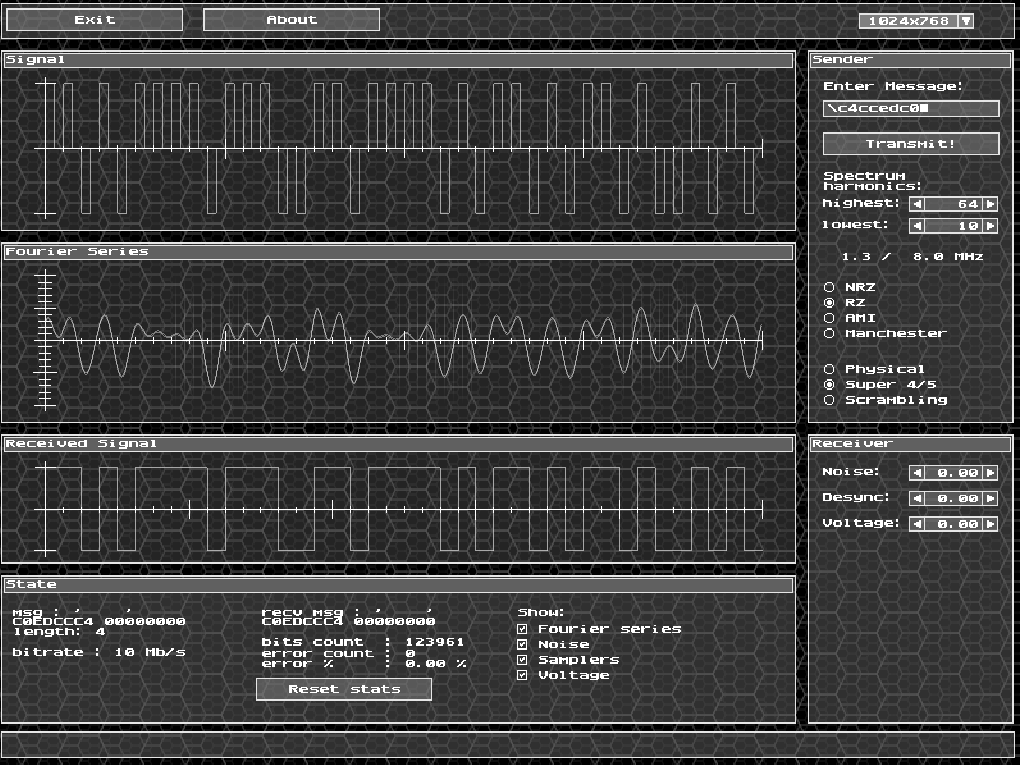 Exit
About
1024x768
Signal
Sender
Enter Message:
\c4ccedc0
Transmit!
Spectrum
harmonics:
highest: 64
lowest: 10
1.3 / 8.0 MHz
NRZ
RZ
AMI
Manchester
Physical
Super 4/5
Scrambling
Fourier Series
Received Signal
Receiver
Noise: 0.00
Desync: 0.00
Voltage: 0.00
State
msg : '    '
C0EDCCC4 00000000
length: 4
bitrate : 10 Mb/s
recv msg : '    '
C0EDCCC4 00000000
bits count : 123961
error count : 0
error % : 0.00 %
Reset stats
Show:
Fourier series
Noise
Samplers
Voltage